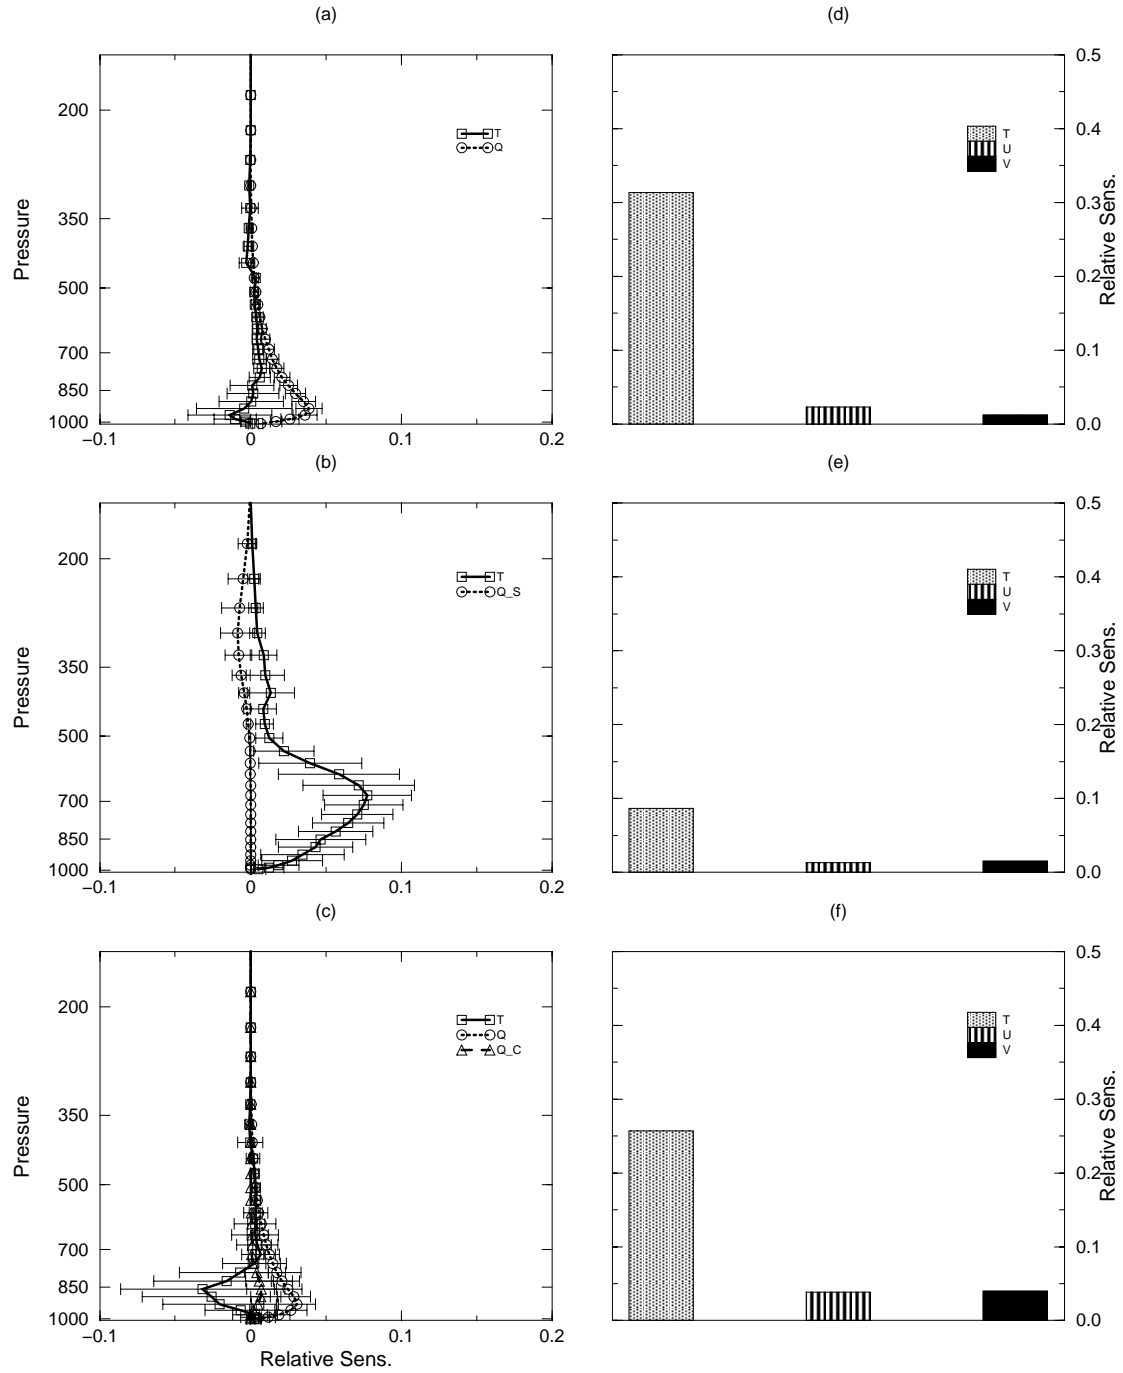 (a)
Pressure
200
350
500
700
850
1000
−0.1
0
0.1
0.2
T
Q
(d)
T
U
V
0.5
0.4
0.3
0.2
0.1
0.0
Relative Sens.
(b)
Pressure
200
350
500
700
850
1000
−0.1
0
0.1
0.2
T
Q_S
(e)
T
U
V
0.5
0.4
0.3
0.2
0.1
0.0
Relative Sens.
(c)
Pressure
200
350
500
700
850
1000
−0.1
0
0.1
0.2
Relative Sens.
T
Q
Q_C
(f)
T
U
V
0.5
0.4
0.3
0.2
0.1
0.0
Relative Sens.